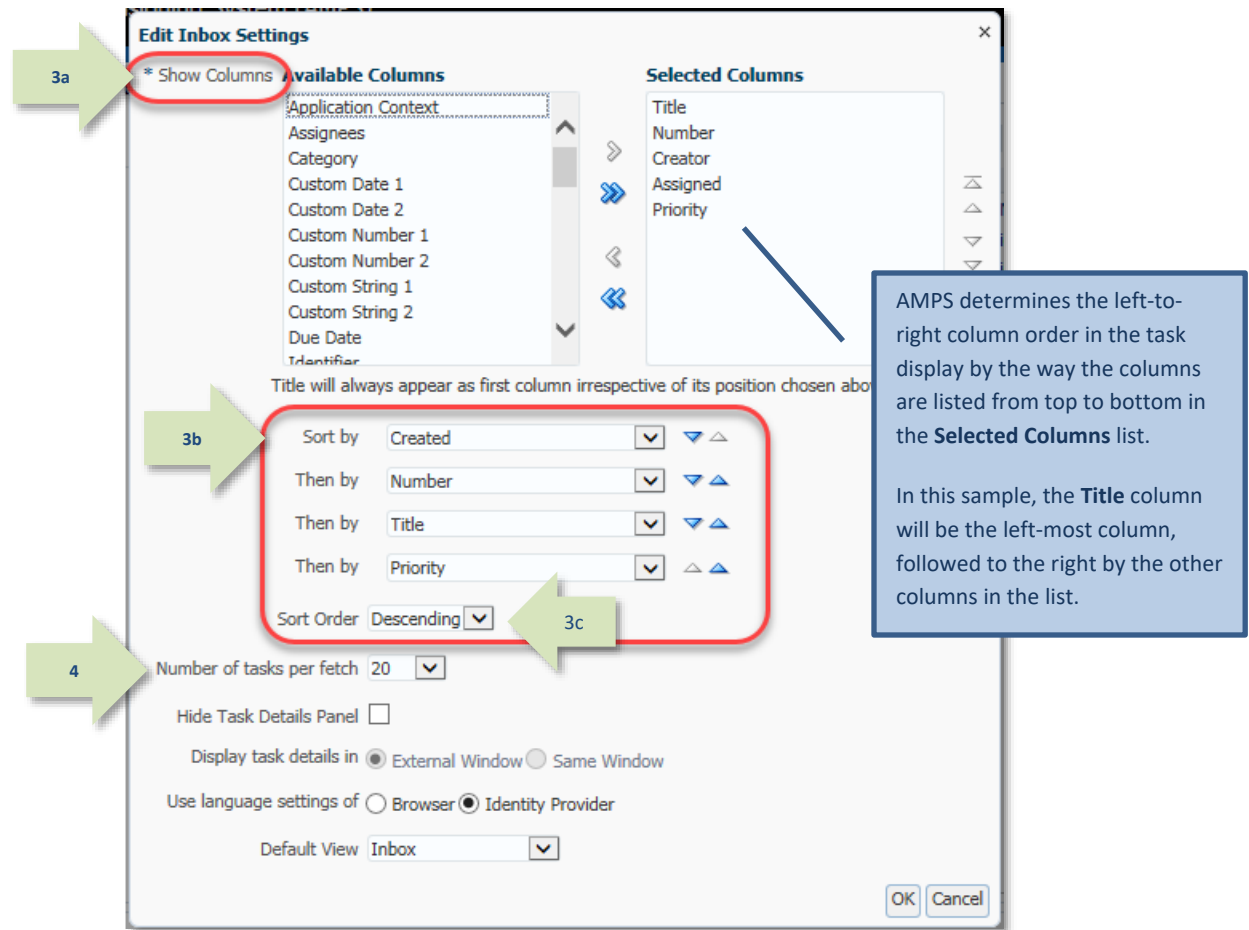 Edit Inbox Settings
3a
* Show Columns
Available Columns
Application Context
Assignees
Category
Custom Date 1
Custom Date 2
Custom Number 1
Custom Number 2
Custom String 1
Custom String 2
Due Date
Identifier
Selected Columns
Title
Number
Creator
Assigned
Priority
AMPS determines the left-to-
right column order in the task
display by the way the columns
are listed from top to bottom in
the Selected Columns list.
In this sample, the Title column
will be the left-most column,
followed to the right by the other
columns in the list.
Title will always appear as first column irrespective of its position chosen abov
3b
Sort by Created
Then by Number
Then by Title
Then by Priority
Sort Order Descending
3c
4
Number of tasks per fetch 20
Hide Task Details Panel
Display task details in External Window Same Window
Use language settings of Browser Identity Provider
Default View Inbox
OK Cancel